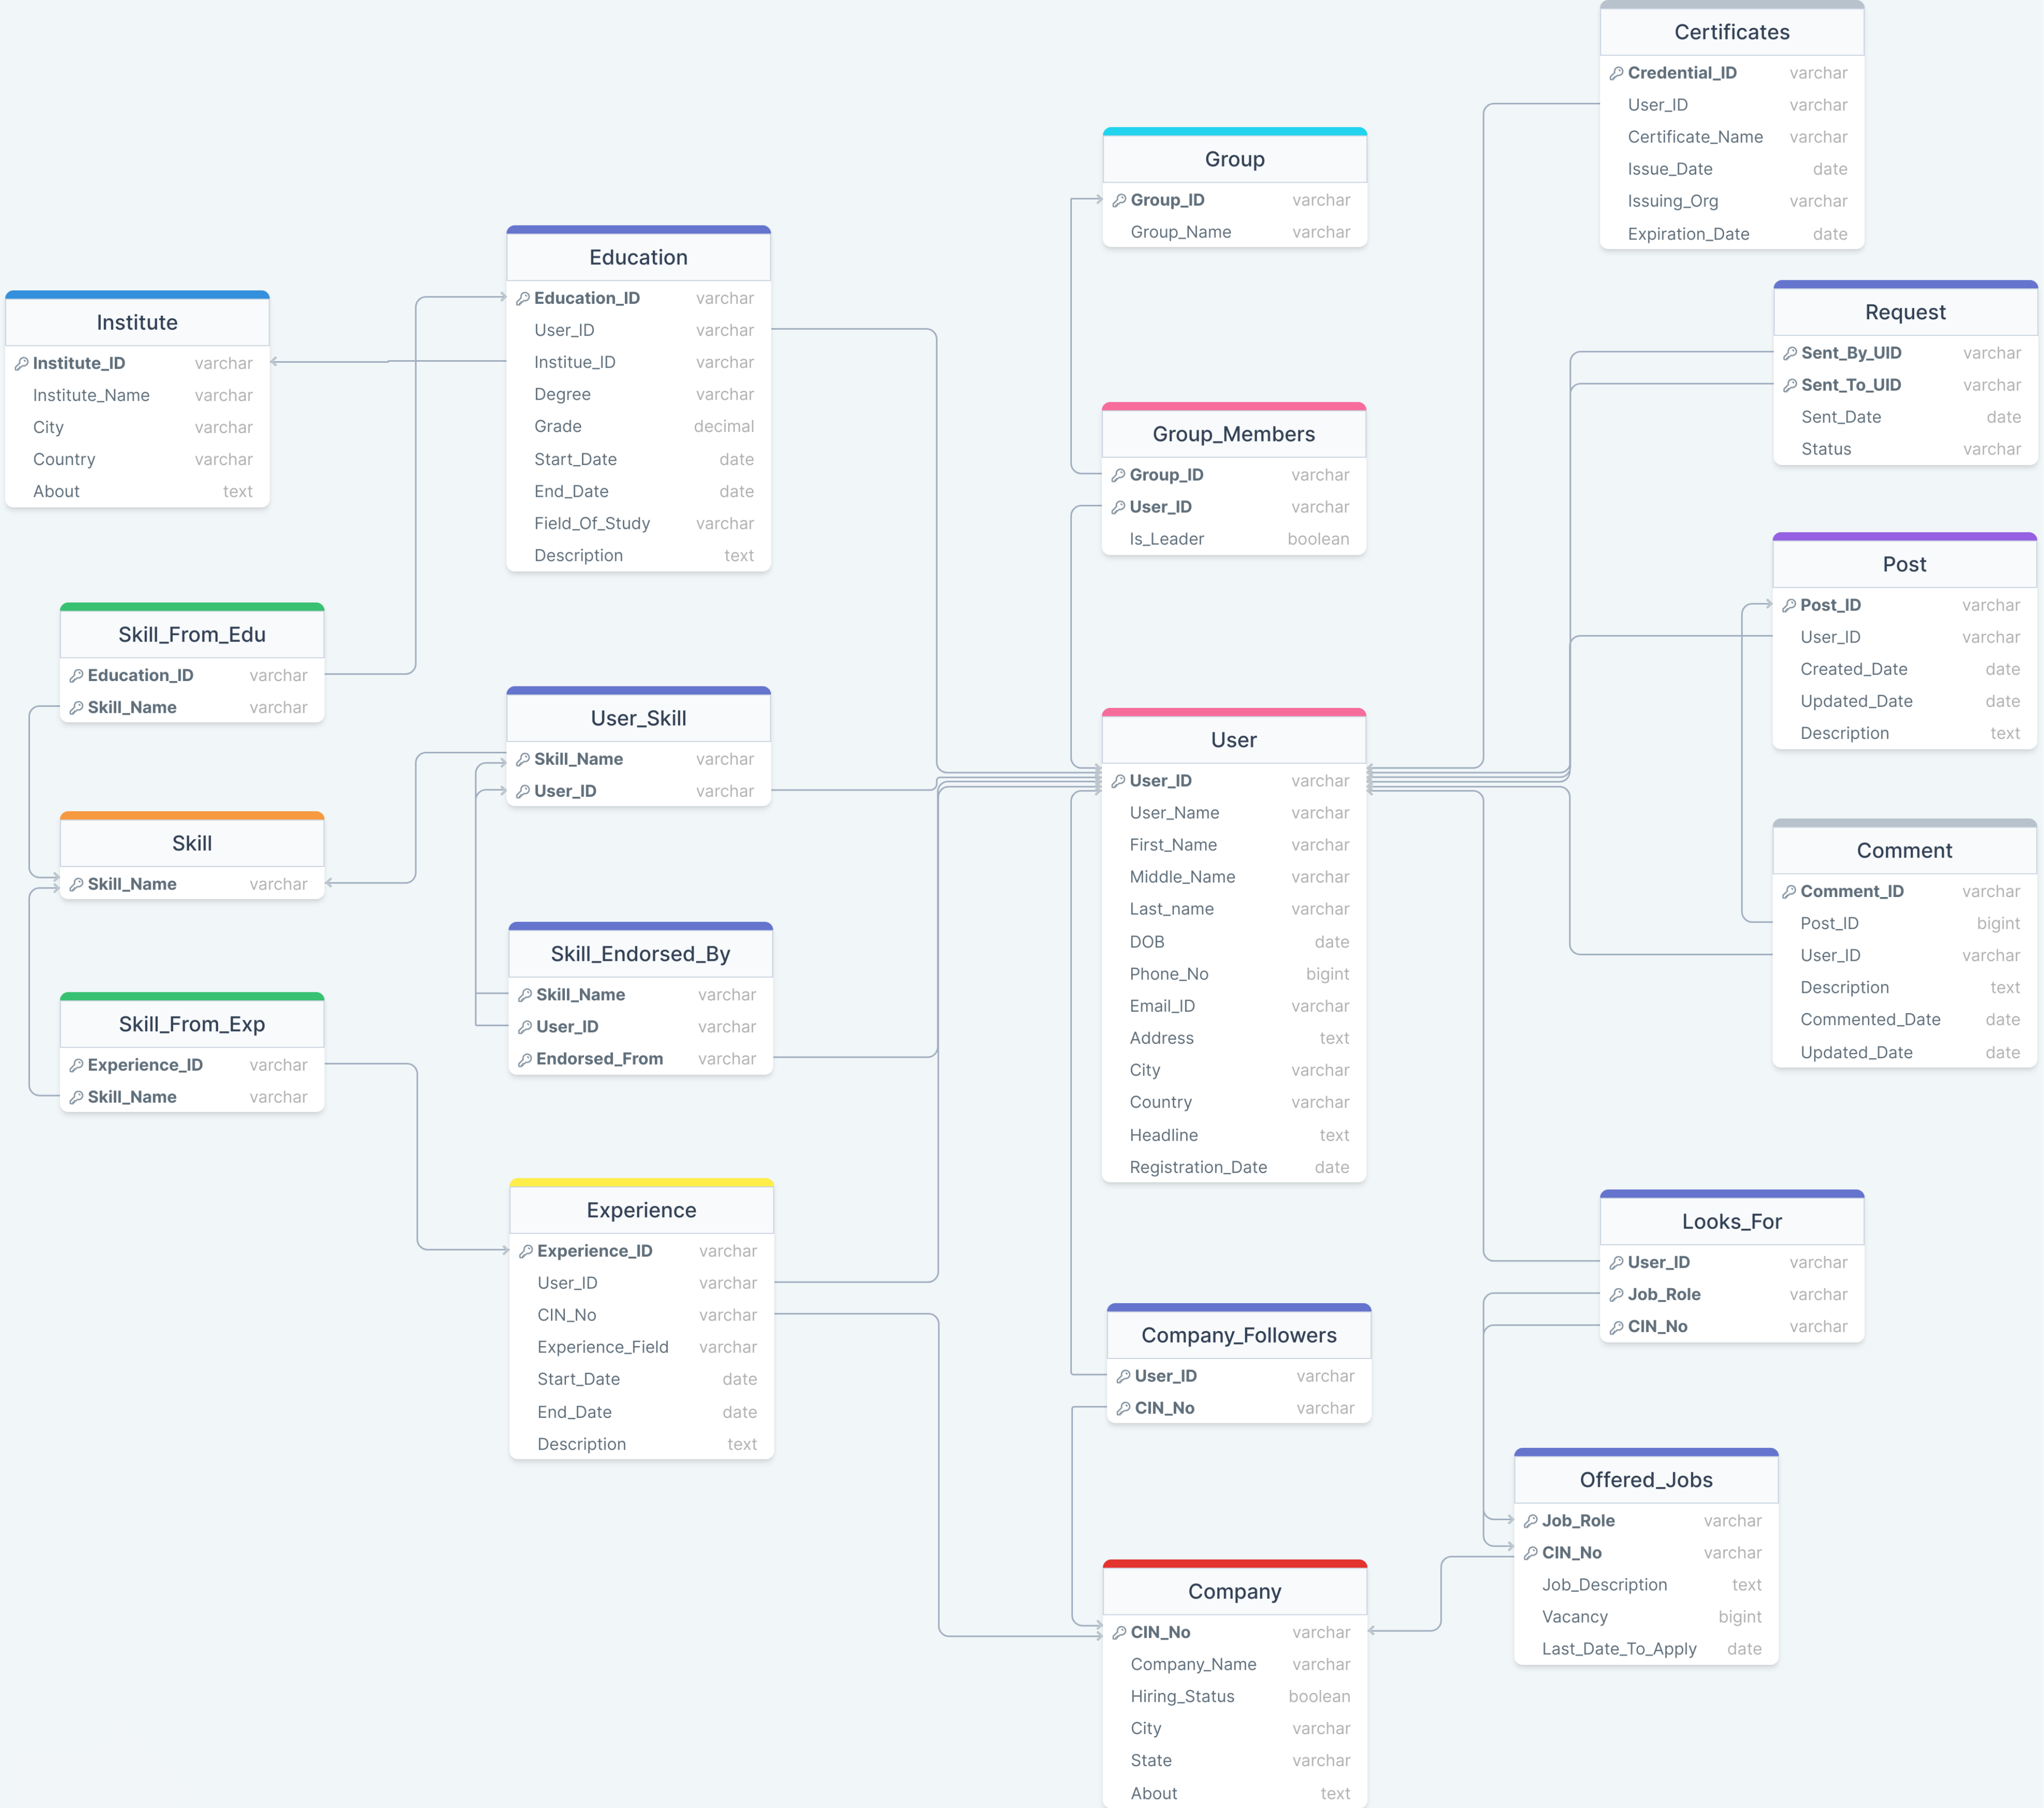 Certificates
Credential_ID varchar
User_ID varchar
Certificate_Name varchar
Issue_Date date
Issuing_Org varchar
Expiration_Date date
Group
Group_ID varchar
Group_Name varchar
Education
Education_ID varchar
User_ID varchar
Institue_ID varchar
Degree varchar
Grade decimal
Start_Date date
End_Date date
Field_Of_Study varchar
Description text
Institute
Institute_ID varchar
Institute_Name varchar
City varchar
Country varchar
About text
Request
Sent_By_UID varchar
Sent_To_UID varchar
Sent_Date date
Status varchar
Group_Members
Group_ID varchar
User_ID varchar
Is_Leader boolean
Post
Post_ID varchar
User_ID varchar
Created_Date date
Updated_Date date
Description text
Skill_From_Edu
Education_ID varchar
Skill_Name varchar
User_Skill
Skill_Name varchar
User_ID varchar
User
User_ID varchar
User_Name varchar
First_Name varchar
Middle_Name varchar
Last_name varchar
DOB date
Phone_No bigint
Email_ID varchar
Address text
City varchar
Country varchar
Headline text
Registration_Date date
Skill
Skill_Name varchar
Comment
Comment_ID varchar
Post_ID bigint
User_ID varchar
Description text
Commented_Date date
Updated_Date date
Skill_Endorsed_By
Skill_Name varchar
User_ID varchar
Endorsed_From varchar
Skill_From_Exp
Experience_ID varchar
Skill_Name varchar
Experience
Experience_ID varchar
User_ID varchar
CIN_No varchar
Experience_Field varchar
Start_Date date
End_Date date
Description text
Looks_For
User_ID varchar
Job_Role varchar
CIN_No varchar
Company_Followers
User_ID varchar
CIN_No varchar
Offered_Jobs
Job_Role varchar
CIN_No varchar
Job_Description text
Vacancy bigint
Last_Date_To_Apply date
Company
CIN_No varchar
Company_Name varchar
Hiring_Status boolean
City varchar
State varchar
About text